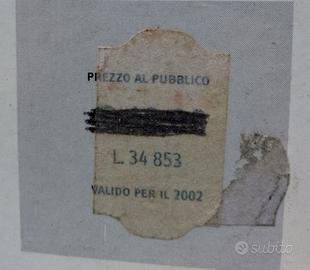 PREZZO AL PUBBLICO
L. 34 853
VALIDO PER IL 2002
subito